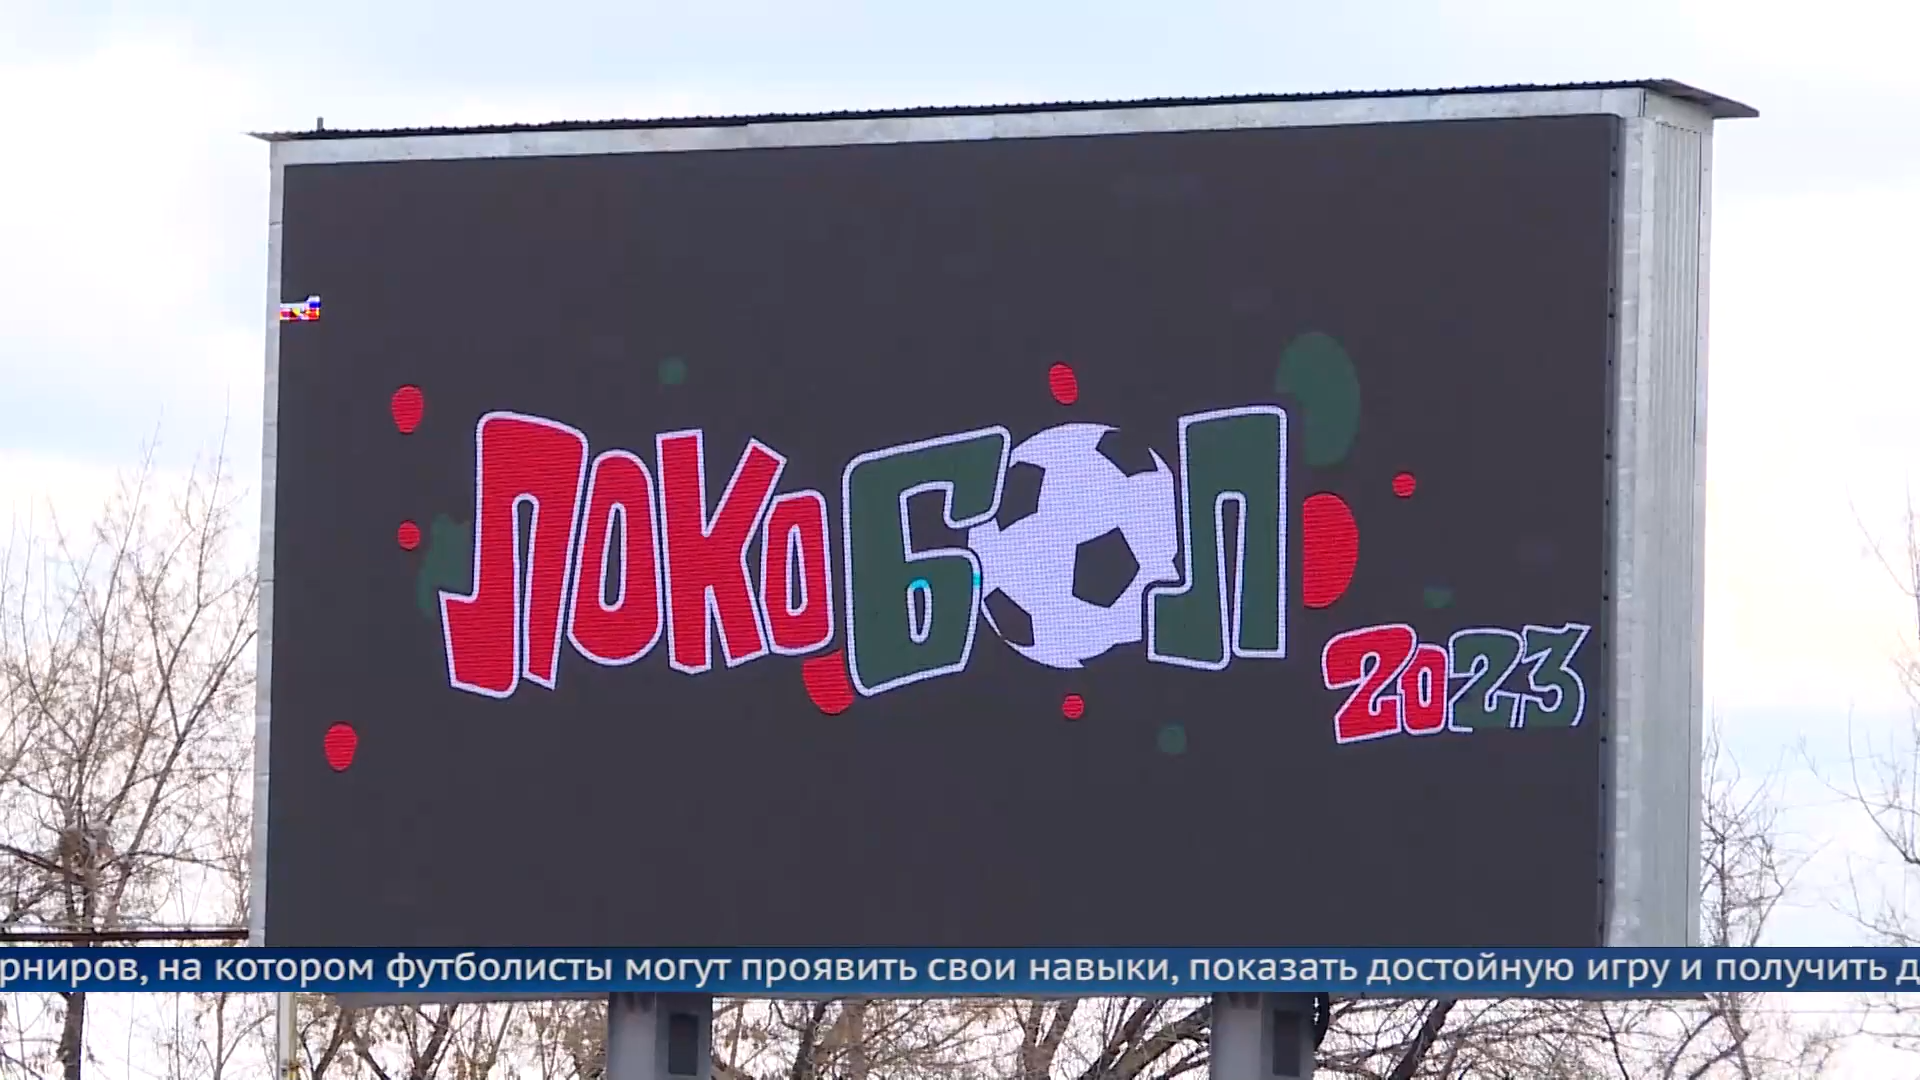 ЛОКОБОЛ
2023
рниров, на котором футболисты могут проявить свои навыки, показать достойную игру и получить д